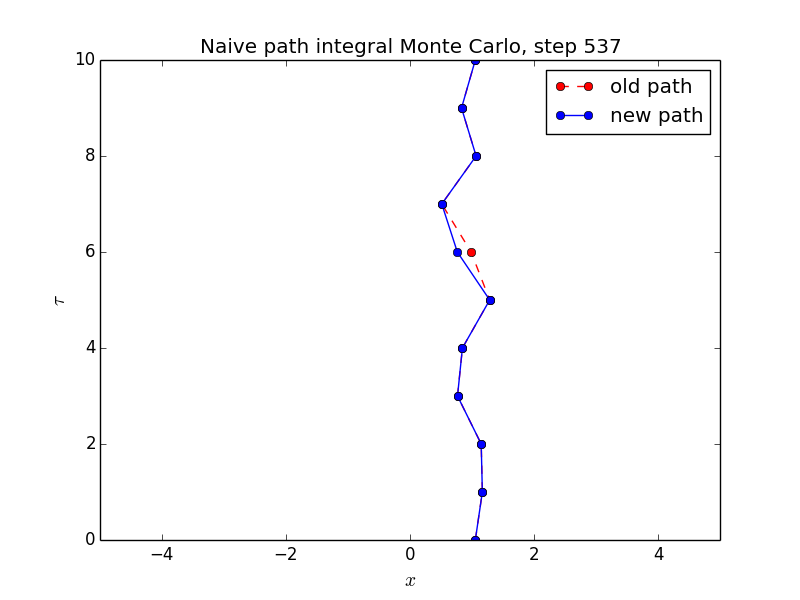 Naive path integral Monte Carlo, step 537
old path
new path
10
8
6
4
2
0
τ
−4
−2
0
2
4
x